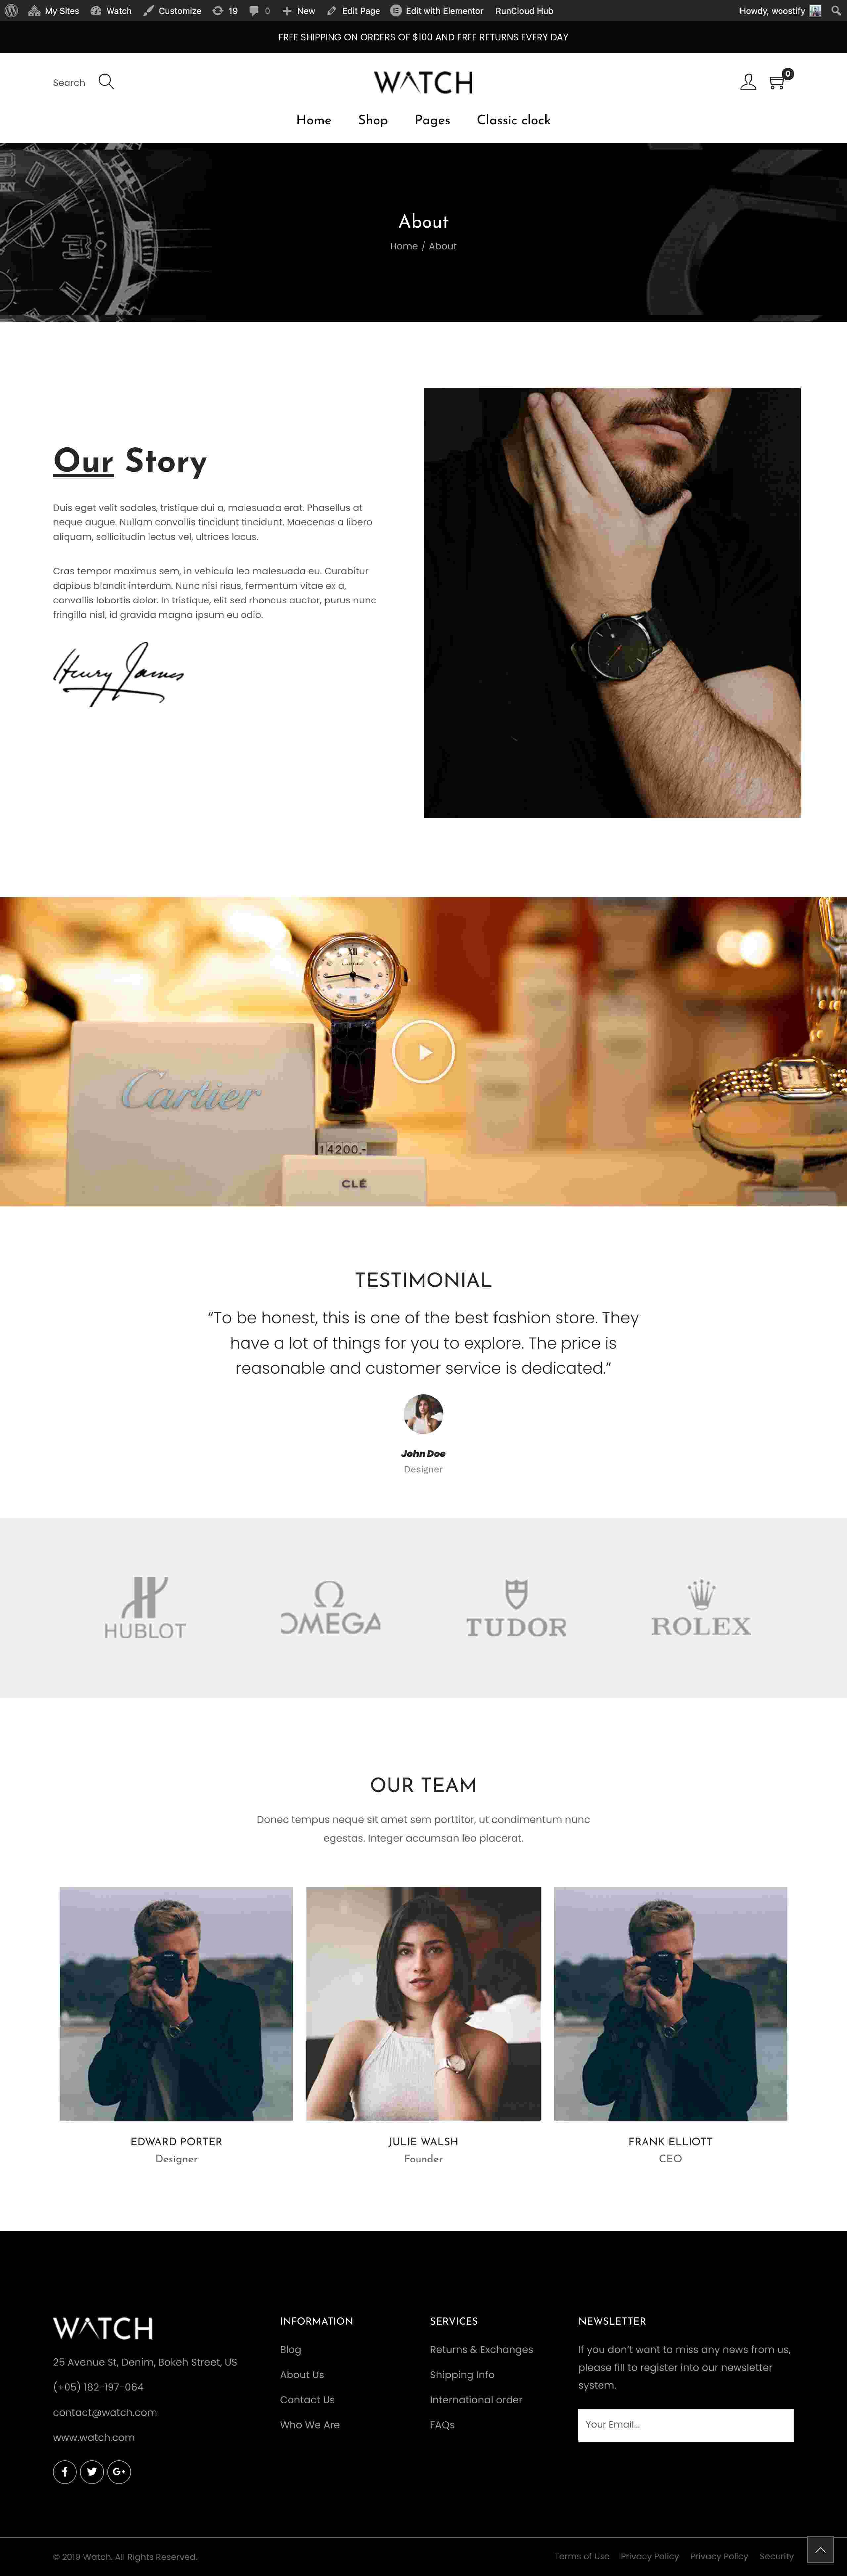 My Sites Watch Customize 19 0 New Edit Page Edit with Elementor RunCloud Hub Howdy, woostify
FREE SHIPPING ON ORDERS OF $100 AND FREE RETURNS EVERY DAY
Search WATCH 0
Home Shop Pages Classic clock
About
Home / About
Our Story
Duis eget velit sodales, tristique dui a, malesuada erat. Phasellus at
neque augue. Nullam convallis tincidunt tincidunt. Maecenas a libero
aliquam, sollicitudin lectus vel, ultrices lacus.
Cras tempor maximus sem, in vehicula leo malesuada eu. Curabitur
dapibus blandit interdum. Nunc nisi risus, fermentum vitae ex a,
convallis lobortis dolor. In tristique, elit sed rhoncus auctor, purus nunc
fringilla nisl, id gravida magna ipsum eu odio.
Henry James
XII
Cartier
14200.-
CLÉ
TESTIMONIAL
“To be honest, this is one of the best fashion store. They
have a lot of things for you to explore. The price is
reasonable and customer service is dedicated.”
John Doe
Designer
HUBLOT OMEGA TUDOR ROLEX
OUR TEAM
Donec tempus neque sit amet sem porttitor, ut condimentum nunc
egestas. Integer accumsan leo placerat.
EDWARD PORTER
Designer
JULIE WALSH
Founder
FRANK ELLIOTT
CEO
WATCH
25 Avenue St, Denim, Bokeh Street, US
(+05) 182-197-064
contact@watch.com
www.watch.com
INFORMATION
Blog
About Us
Contact Us
Who We Are
SERVICES
Returns & Exchanges
Shipping Info
International order
FAQs
NEWSLETTER
If you don’t want to miss any news from us,
please fill to register into our newsletter
system.
Your Email...
© 2019 Watch. All Rights Reserved.
Terms of Use Privacy Policy Privacy Policy Security